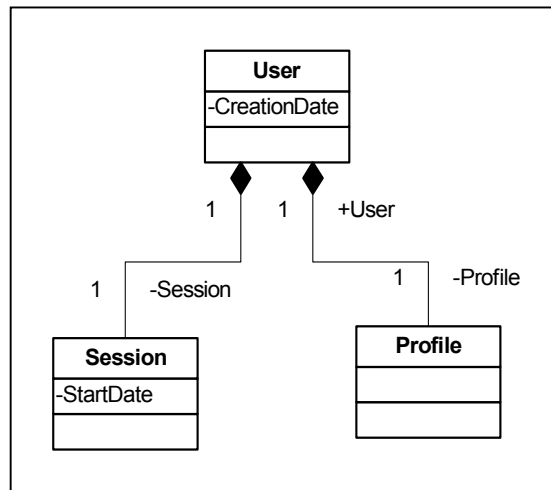 User
-CreationDate
1 1 +User
1 -Session
1 -Profile
Session
-StartDate
Profile